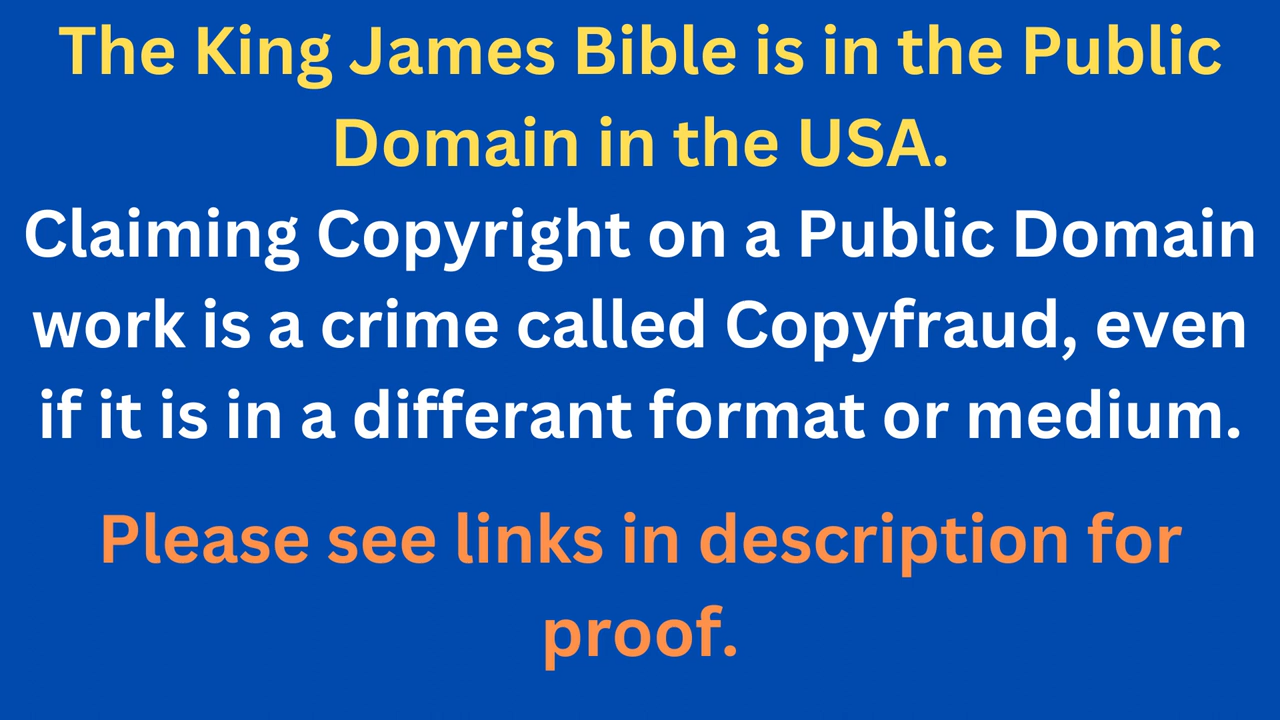 The King James Bible is in the Public
Domain in the USA.
Claiming Copyright on a Public Domain
work is a crime called Copyfraud, even
if it is in a differant format or medium.
Please see links in description for
proof.